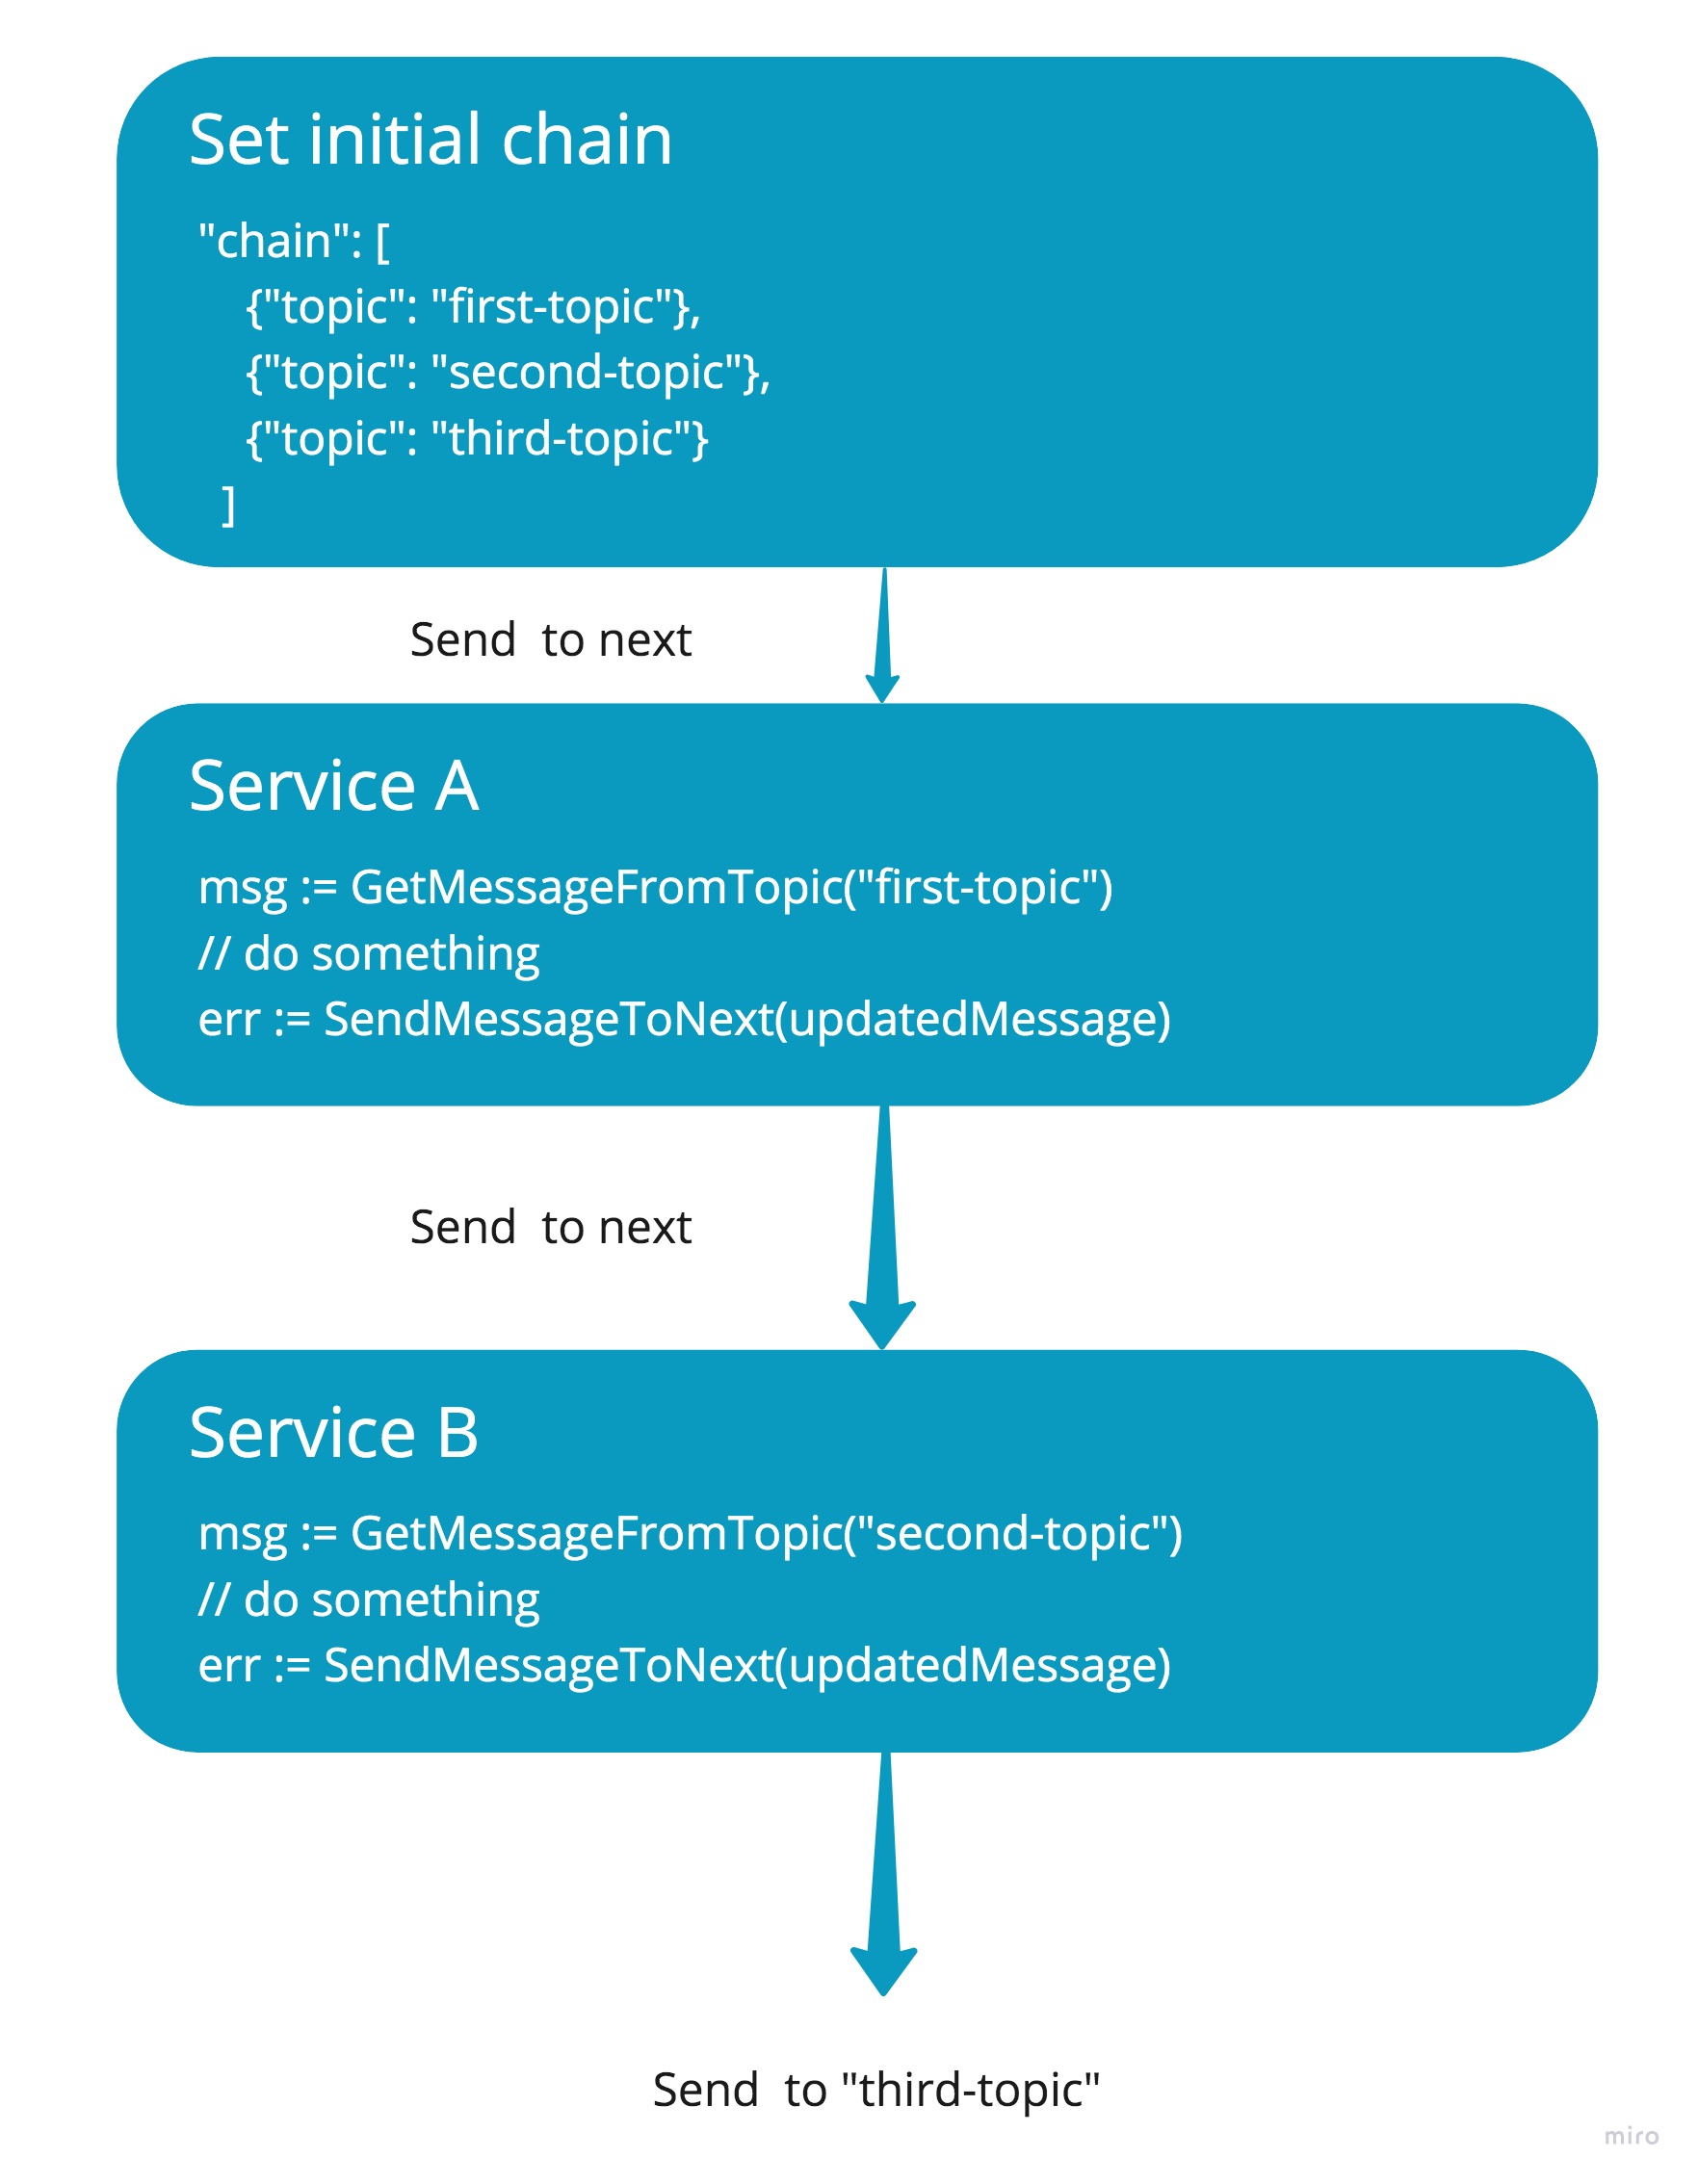 Set initial chain
"chain": [
{"topic": "first-topic"},
{"topic": "second-topic"},
{"topic": "third-topic"}
]
Send  to next
Service A
msg := GetMessageFromTopic("first-topic")
// do something
err := SendMessageToNext(updatedMessage)
Send  to next
Service B
msg := GetMessageFromTopic("second-topic")
// do something
err := SendMessageToNext(updatedMessage)
Send  to "third-topic"
miro